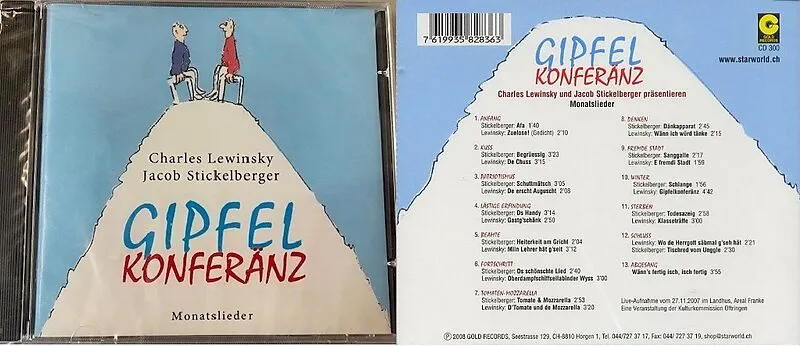 Charles Lewinsky
Jacob Stickelberger
GIPFEL
KONFERÄNZ
Monatslieder
7 619935 828363
GOLD
RECORDS
CD 300
www.starworld.ch
GIPFEL
KONFERÄNZ
Charles Lewinsky und Jacob Stickelberger präsentieren
Monatslieder
1. ANFANG
Stickelberger: Afa 1'40
Lewinsky: Zuelose! (Gedicht) 2'10
2. KUSS
Stickelberger: Begrüessig 3'23
Lewinsky: De Chuss 3'15
3. PATRIOTISMUS
Stickelberger: Schuttmätsch 3'05
Lewinsky: De erscht Auguscht 2'08
4. LÄSTIGE ERFINDUNG
Stickelberger: Ds Handy 3'14
Lewinsky: Gastg'schänk 2'50
5. BEAMTE
Stickelberger: Heiterkeit am Gricht 2'04
Lewinsky: Miin Lehrer hät g'seit 3'12
6. FORTSCHRITT
Stickelberger: Ds schönschte Lied 2'40
Lewinsky: Oberdampfschiffseilabinder Wyss 3'00
7. TOMATEN-MOZZARELLA
Stickelberger: Tomate & Mozzarella 2'53
Lewinsky: D'Tomate und de Mozzarella 3'20
8. DENKEN
Stickelberger: Dänkapparat 2'45
Lewinsky: Wänn ich würd tänke 2'15
9. FREMDE STADT
Stickelberger: Sanggalle 2'17
Lewinsky: E fremdi Stadt 1'59
10. WINTER
Stickelberger: Schlange 1'56
Lewinsky: Gipfelkonferänz 4'42
11. STERBEN
Stickelberger: Todesazeig 2'58
Lewinsky: Klassetráffe 3'00
12. SCHLUSS
Lewinsky: Wo de Herrgott säbmal g'seh hät 2'21
Stickelberger: Tischred vom Unggle 2'30
13. ABGESANG
Wänn's fertig isch, isch fertig 3'55
Live-Aufnahme vom 27.11.2007 im Landhus, Areal Franke
Eine Veranstaltung der Kulturkommission Oftringen
℗ 2008 GOLD RECORDS, Seestrasse 129, CH-8810 Horgen 1, Tel. 044/727 37 17, Fax: 044/ 727 37 19, shop@starworld.ch